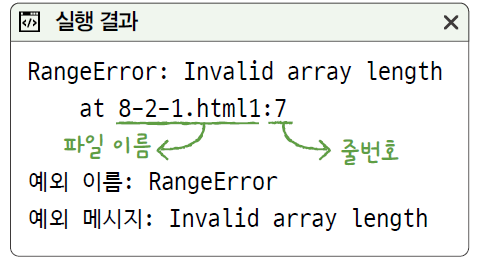 실행 결과
RangeError: Invalid array length
at 8-2-1.html1:7
파일 이름 줄번호
예외 이름: RangeError
예외 메시지: Invalid array length